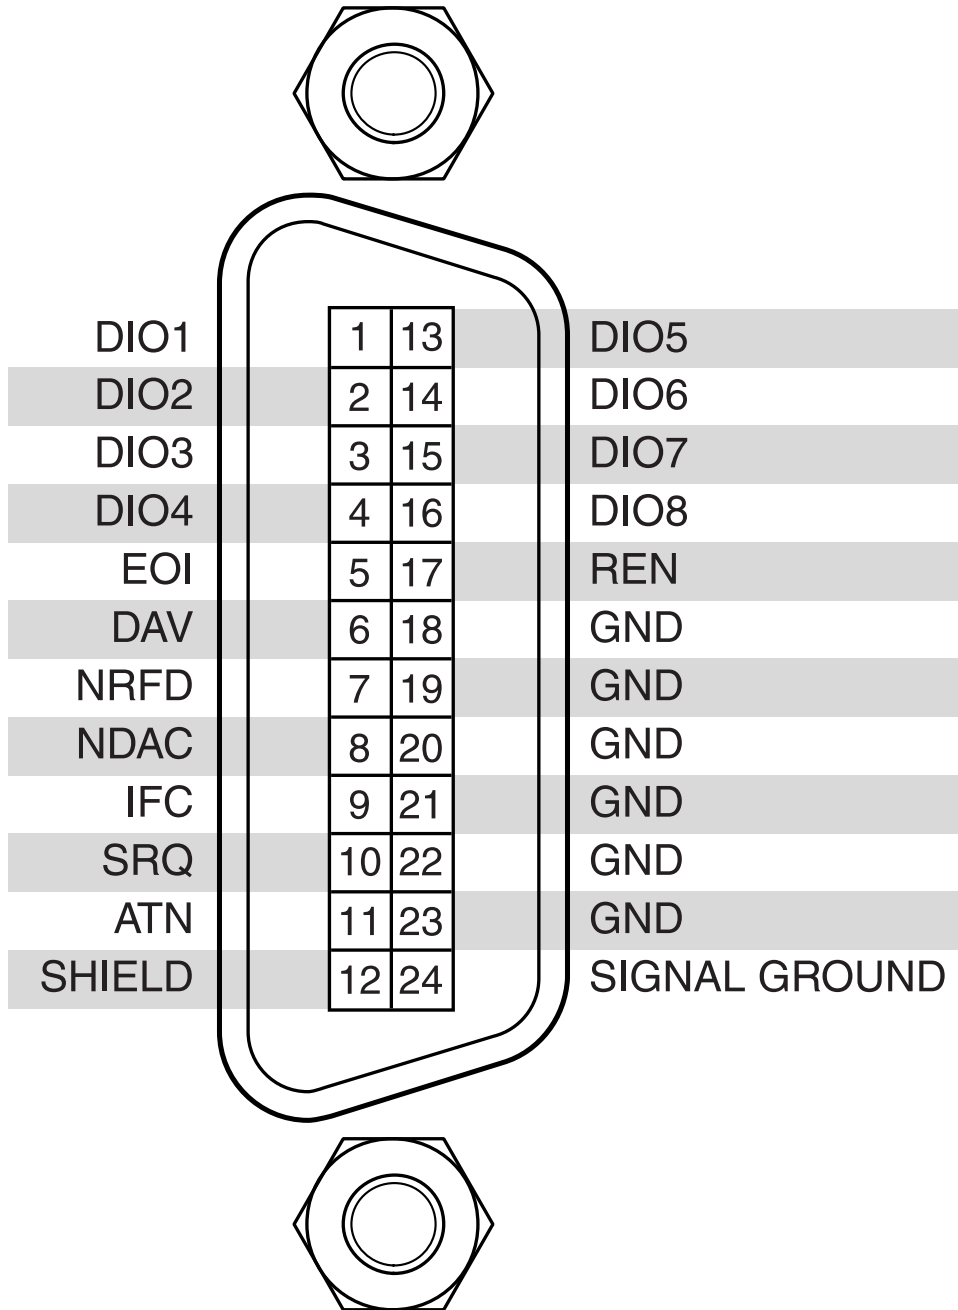 DIO1 1 13 DIO5
DIO2 2 14 DIO6
DIO3 3 15 DIO7
DIO4 4 16 DIO8
EOI 5 17 REN
DAV 6 18 GND
NRFD 7 19 GND
NDAC 8 20 GND
IFC 9 21 GND
SRQ 10 22 GND
ATN 11 23 GND
SHIELD 12 24 SIGNAL GROUND